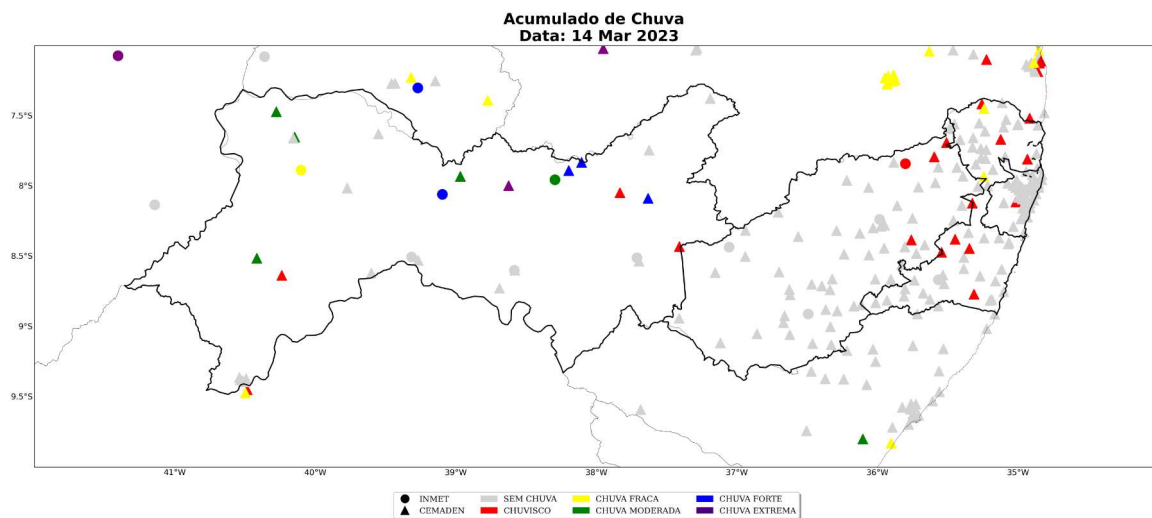 Acumulado de Chuva
Data: 14 Mar 2023
7.5°S
8°S
8.5°S
9°S
9.5°S
41°W 40°W 39°W 38°W 37°W 36°W 35°W
INMET SEM CHUVA CHUVA FRACA CHUVA FORTE
CEMADEN CHUVISCO CHUVA MODERADA CHUVA EXTREMA